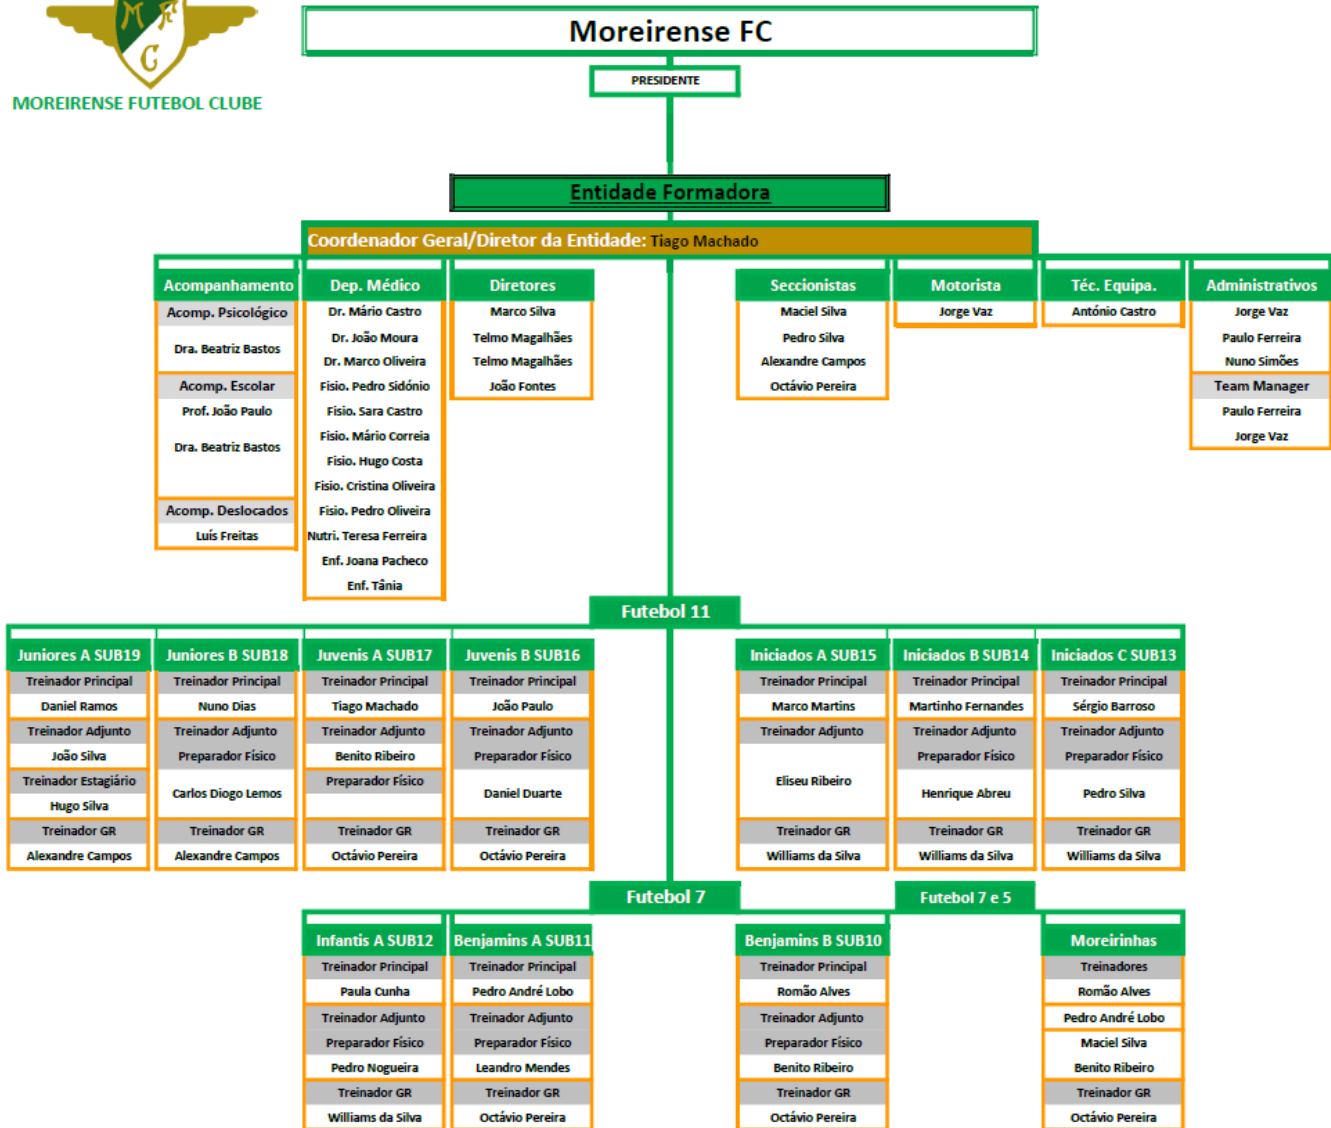 M F C
MOREIRENSE FUTEBOL CLUBE
Moreirense FC
PRESIDENTE
Entidade Formadora
Coordenador Geral/Diretor da Entidade: Tiago Machado
Acompanhamento
Acomp. Psicológico
Dra. Beatriz Bastos
Acomp. Escolar
Prof. João Paulo
Dra. Beatriz Bastos
Acomp. Deslocados
Luís Freitas
Dep. Médico
Dr. Mário Castro
Dr. João Moura
Dr. Marco Oliveira
Fisio. Pedro Sidónio
Fisio. Sara Castro
Fisio. Mário Correia
Fisio. Hugo Costa
Fisio. Cristina Oliveira
Fisio. Pedro Oliveira
Nutri. Teresa Ferreira
Enf. Joana Pacheco
Enf. Tânia
Diretores
Marco Silva
Telmo Magalhães
Telmo Magalhães
João Fontes
Seccionistas
Maciel Silva
Pedro Silva
Alexandre Campos
Octávio Pereira
Motorista
Jorge Vaz
Téc. Equipa.
António Castro
Administrativos
Jorge Vaz
Paulo Ferreira
Nuno Simões
Team Manager
Paulo Ferreira
Jorge Vaz
Futebol 11
Juniores A SUB19
Treinador Principal
Daniel Ramos
Treinador Adjunto
João Silva
Treinador Estagiário
Hugo Silva
Treinador GR
Alexandre Campos
Juniores B SUB18
Treinador Principal
Nuno Dias
Treinador Adjunto
Preparador Físico
Carlos Diogo Lemos
Treinador GR
Alexandre Campos
Juvenis A SUB17
Treinador Principal
Tiago Machado
Treinador Adjunto
Benito Ribeiro
Preparador Físico
Treinador GR
Octávio Pereira
Juvenis B SUB16
Treinador Principal
João Paulo
Treinador Adjunto
Preparador Físico
Daniel Duarte
Treinador GR
Octávio Pereira
Iniciados A SUB15
Treinador Principal
Marco Martins
Treinador Adjunto
Eliseu Ribeiro
Treinador GR
Williams da Silva
Iniciados B SUB14
Treinador Principal
Martinho Fernandes
Treinador Adjunto
Preparador Físico
Henrique Abreu
Treinador GR
Williams da Silva
Iniciados C SUB13
Treinador Principal
Sérgio Barroso
Treinador Adjunto
Preparador Físico
Pedro Silva
Treinador GR
Williams da Silva
Futebol 7
Futebol 7 e 5
Infantis A SUB12
Treinador Principal
Paula Cunha
Treinador Adjunto
Preparador Físico
Pedro Nogueira
Treinador GR
Williams da Silva
Benjamins A SUB11
Treinador Principal
Pedro André Lobo
Treinador Adjunto
Preparador Físico
Leandro Mendes
Treinador GR
Octávio Pereira
Benjamins B SUB10
Treinador Principal
Romão Alves
Treinador Adjunto
Preparador Físico
Benito Ribeiro
Treinador GR
Octávio Pereira
Moreirinhas
Treinadores
Romão Alves
Pedro André Lobo
Maciel Silva
Benito Ribeiro
Treinador GR
Octávio Pereira